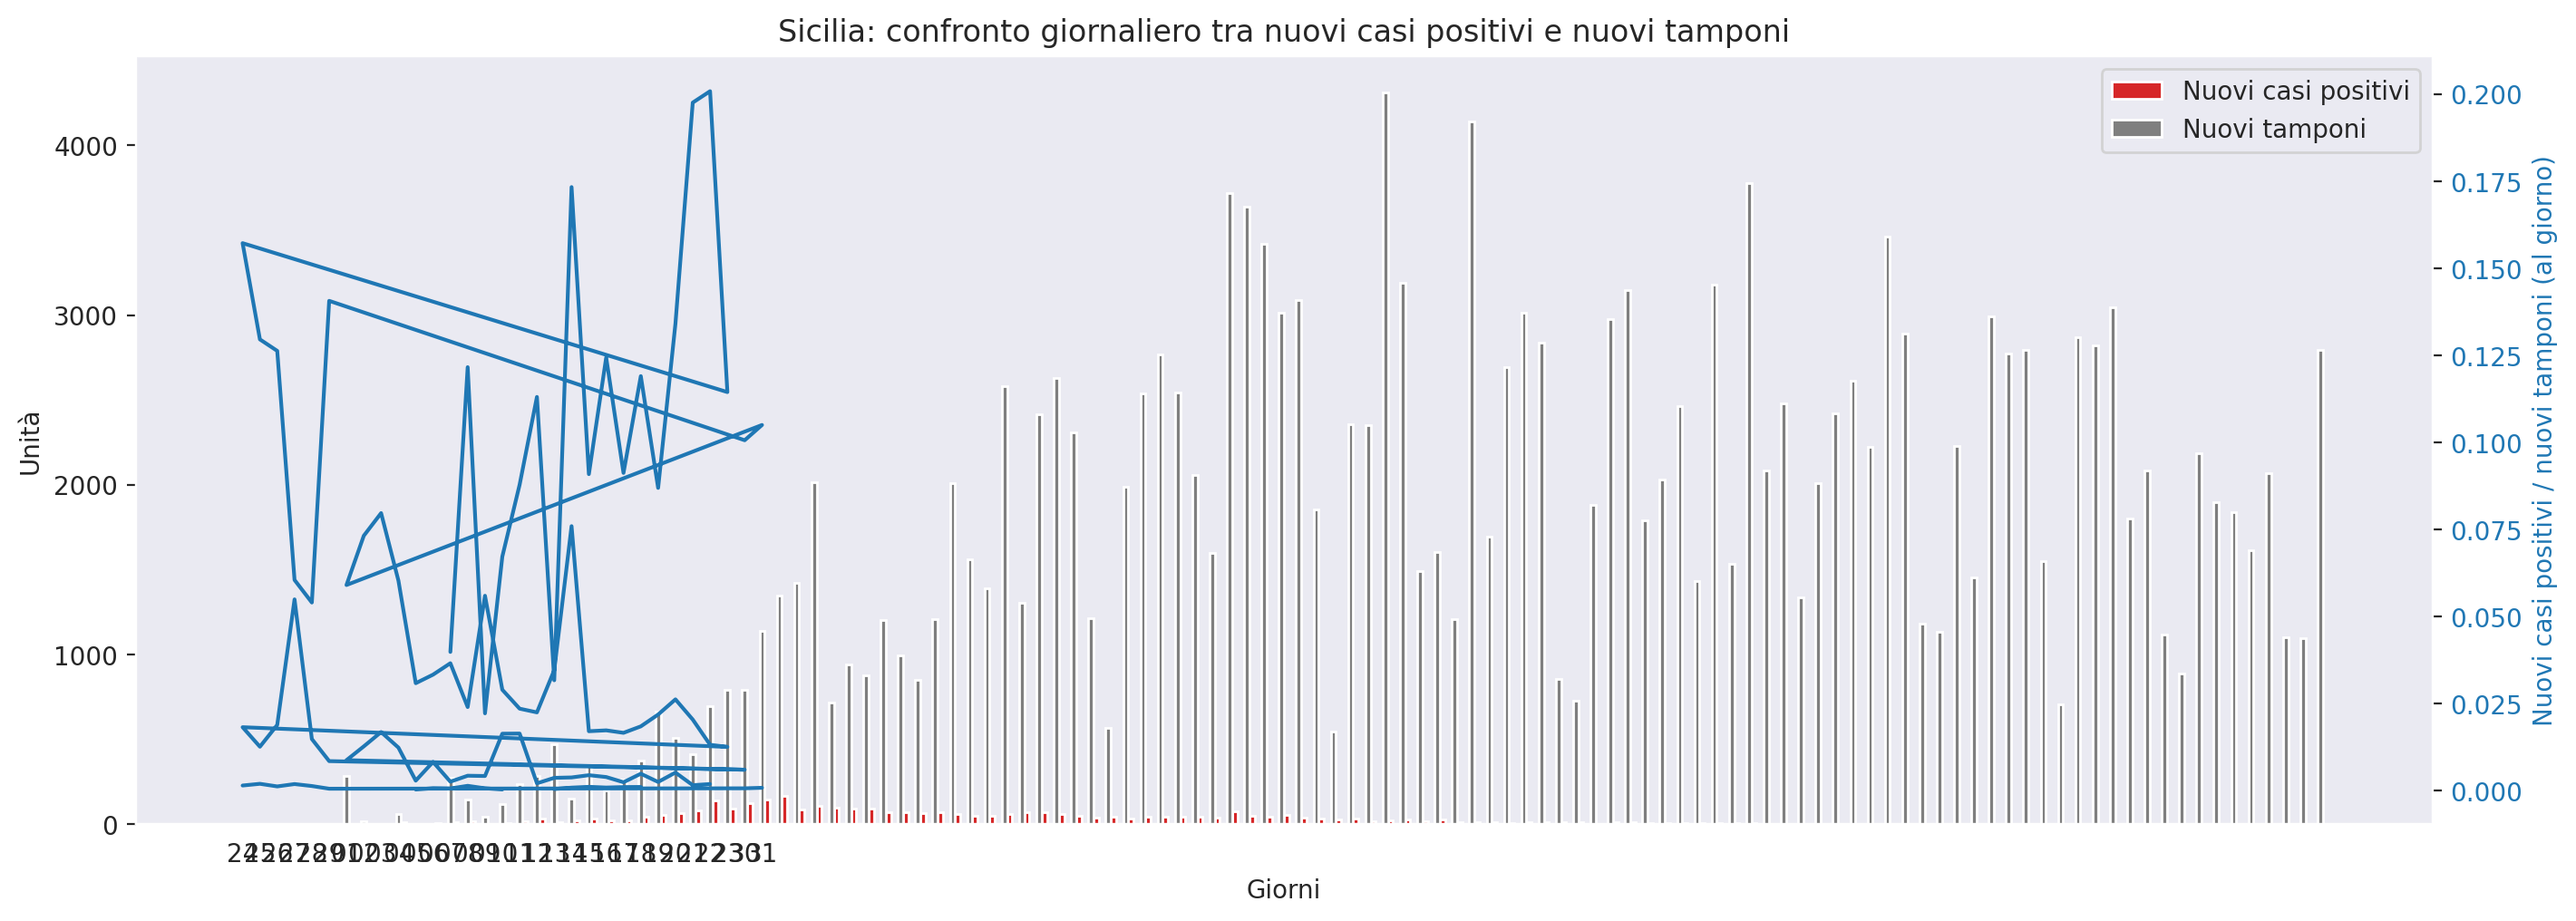 Sicilia: confronto giornaliero tra nuovi casi positivi e nuovi tamponi
Nuovi casi positivi
Nuovi tamponi
Unità
4000
3000
2000
1000
0
0.200
0.175
0.150
0.125
0.100
0.075
0.050
0.025
0.000
Nuovi casi positivi / nuovi tamponi (al giorno)
Giorni